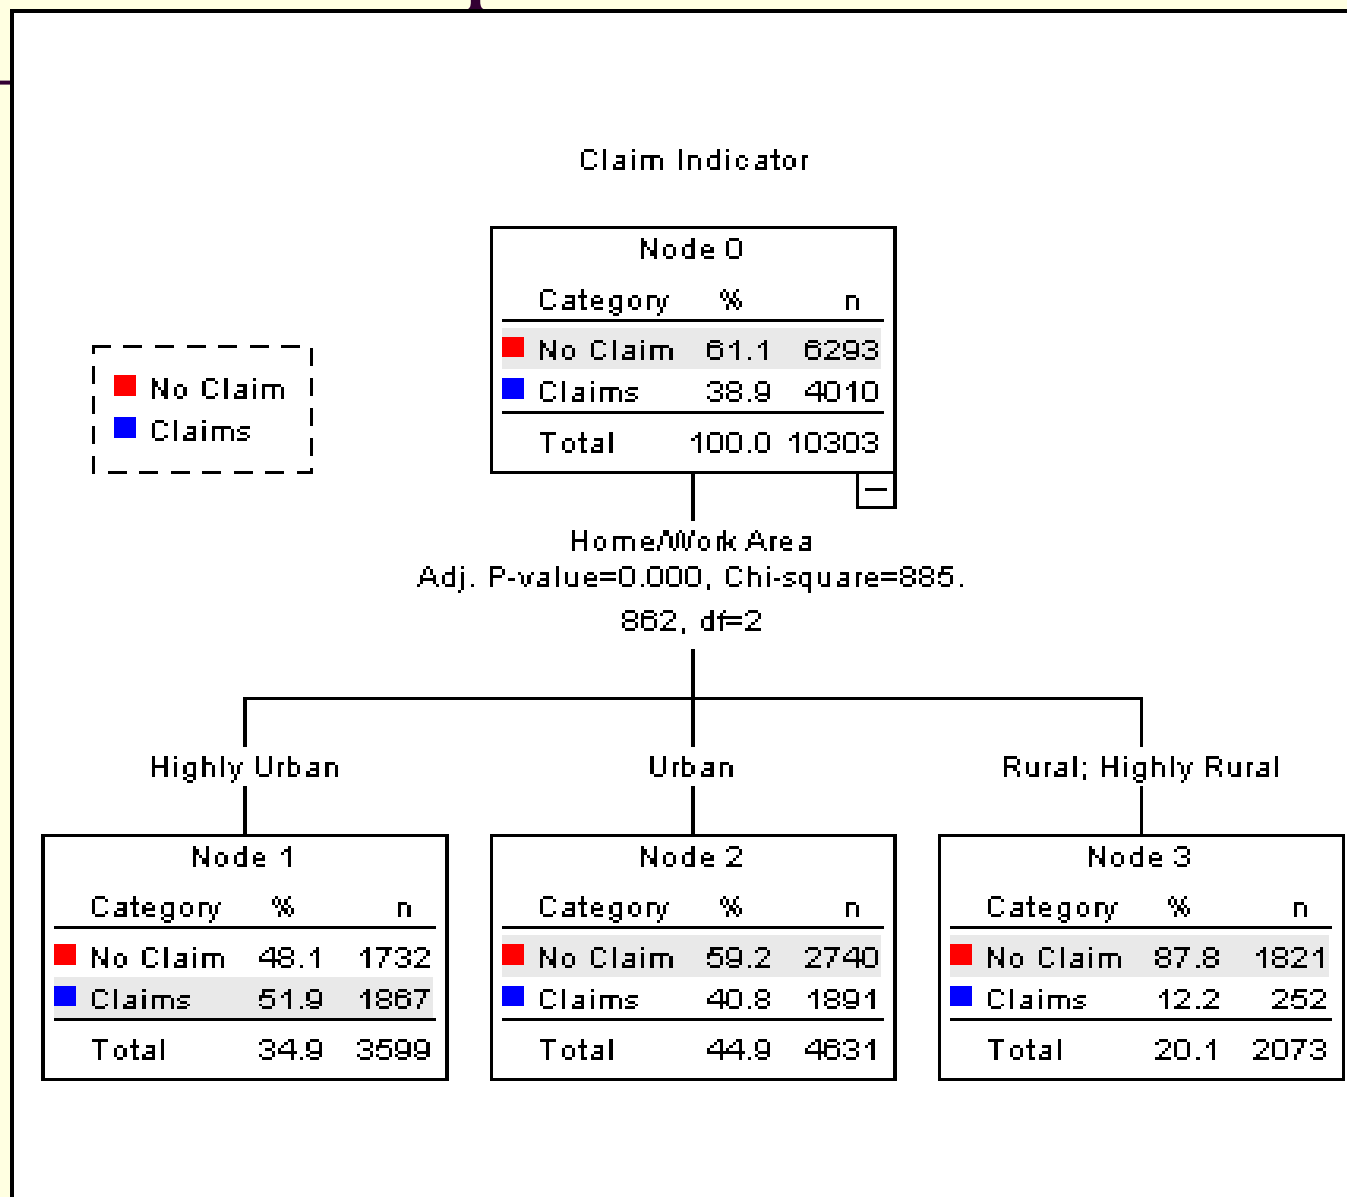 Claim Indicator
Node 0
Category % n
No Claim 61.1 6293
Claims 38.9 4010
Total 100.0 10303
No Claim
Claims
Home/Work Area
Adj. P-value=0.000, Chi-square=885.
862, df=2
Highly Urban
Urban
Rural; Highly Rural
Node 1
Category % n
No Claim 48.1 1732
Claims 51.9 1867
Total 34.9 3599
Node 2
Category % n
No Claim 59.2 2740
Claims 40.8 1891
Total 44.9 4631
Node 3
Category % n
No Claim 87.8 1821
Claims 12.2 252
Total 20.1 2073